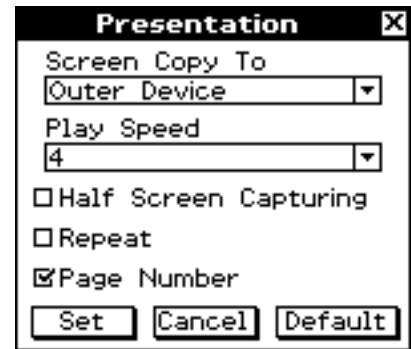 Presentation
Screen Copy To
Outer Device
Play Speed
4
Half Screen Capturing
Repeat
Page Number
Set Cancel Default